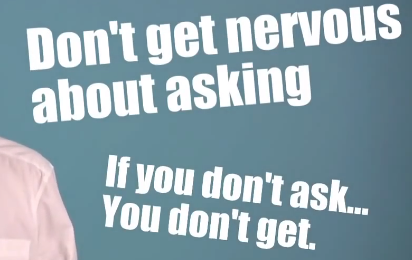 Don't get nervous
about asking
If you don't ask...
You don't get.